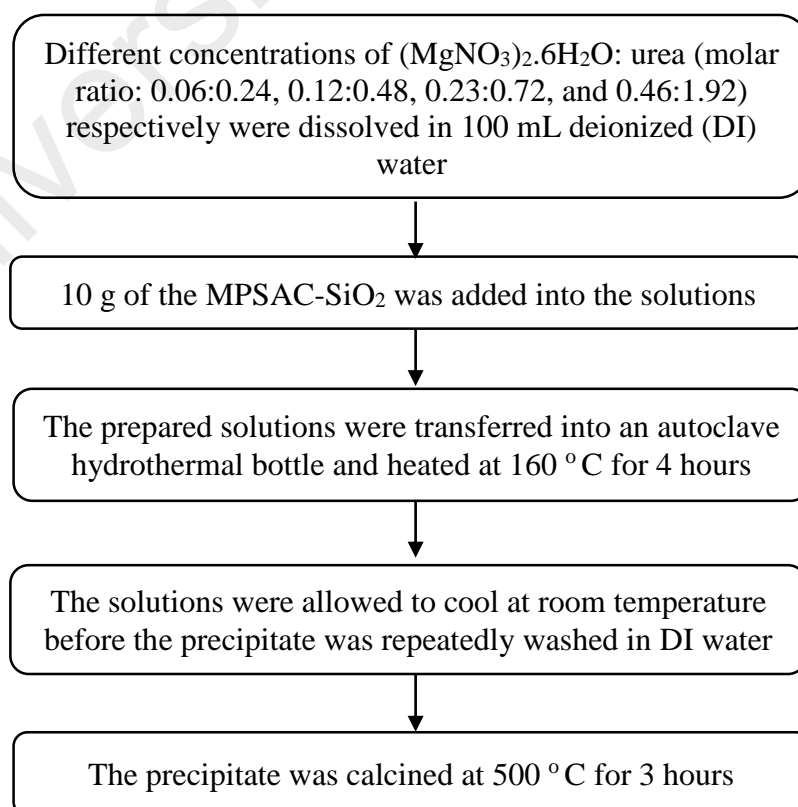 Different concentrations of (MgNO₃)₂.6H₂O: urea (molar
ratio: 0.06:0.24, 0.12:0.48, 0.23:0.72, and 0.46:1.92)
respectively were dissolved in 100 mL deionized (DI)
water
10 g of the MPSAC-SiO₂ was added into the solutions
The prepared solutions were transferred into an autoclave
hydrothermal bottle and heated at 160 ° C for 4 hours
The solutions were allowed to cool at room temperature
before the precipitate was repeatedly washed in DI water
The precipitate was calcined at 500 ° C for 3 hours